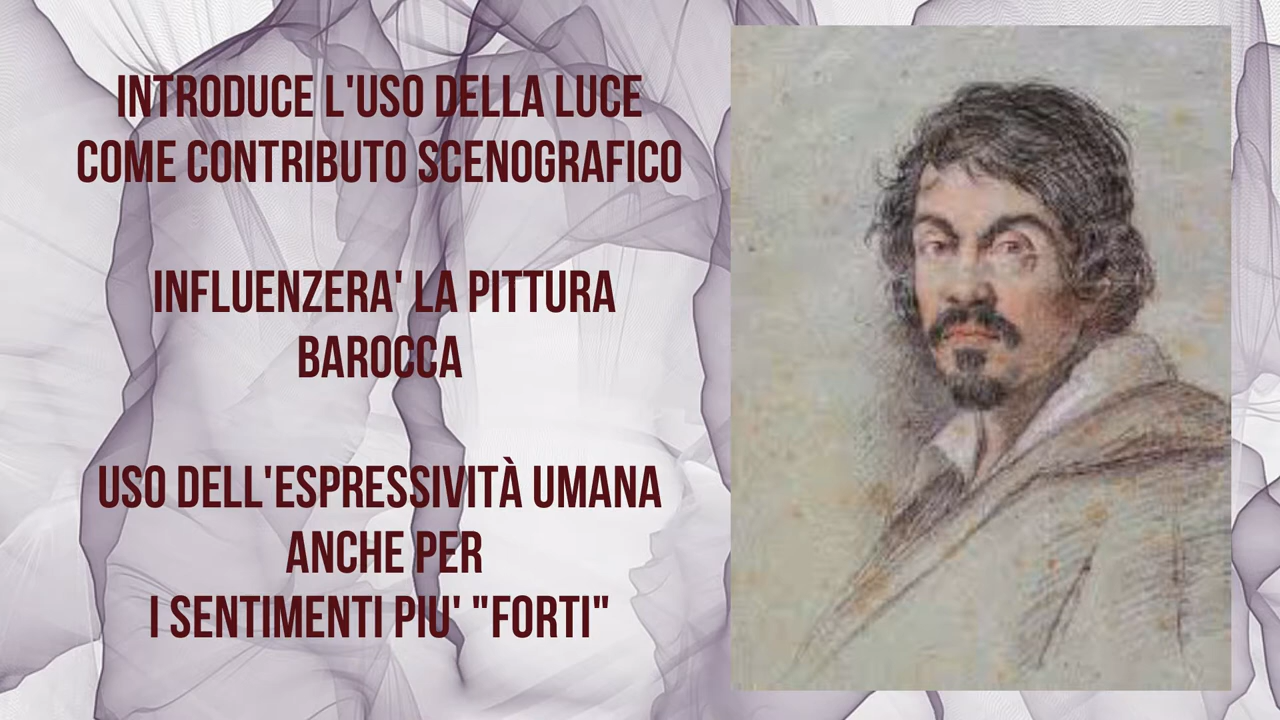 INTRODUCE L'USO DELLA LUCE
COME CONTRIBUTO SCENOGRAFICO
INFLUENZERA' LA PITTURA
BAROCCA
USO DELL'ESPRESSIVITÀ UMANA
ANCHE PER
I SENTIMENTI PIU' "FORTI"